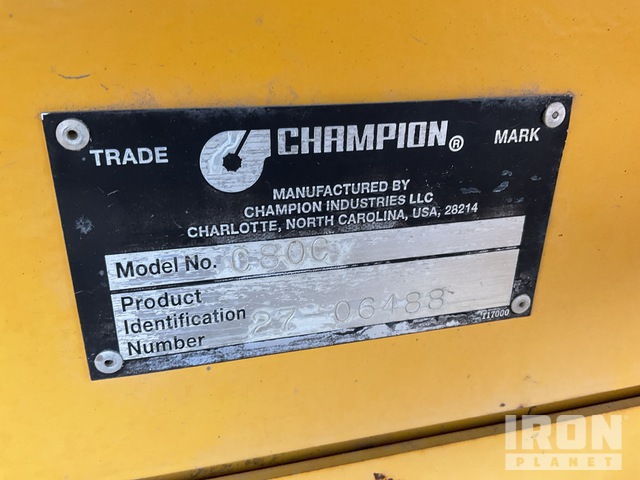 TRADE CHAMPION® MARK
MANUFACTURED BY
CHAMPION INDUSTRIES LLC
CHARLOTTE, NORTH CAROLINA, USA, 28214
Model No. C80C
Product
Identification
Number 27 06488
T17000
IRON
PLANET